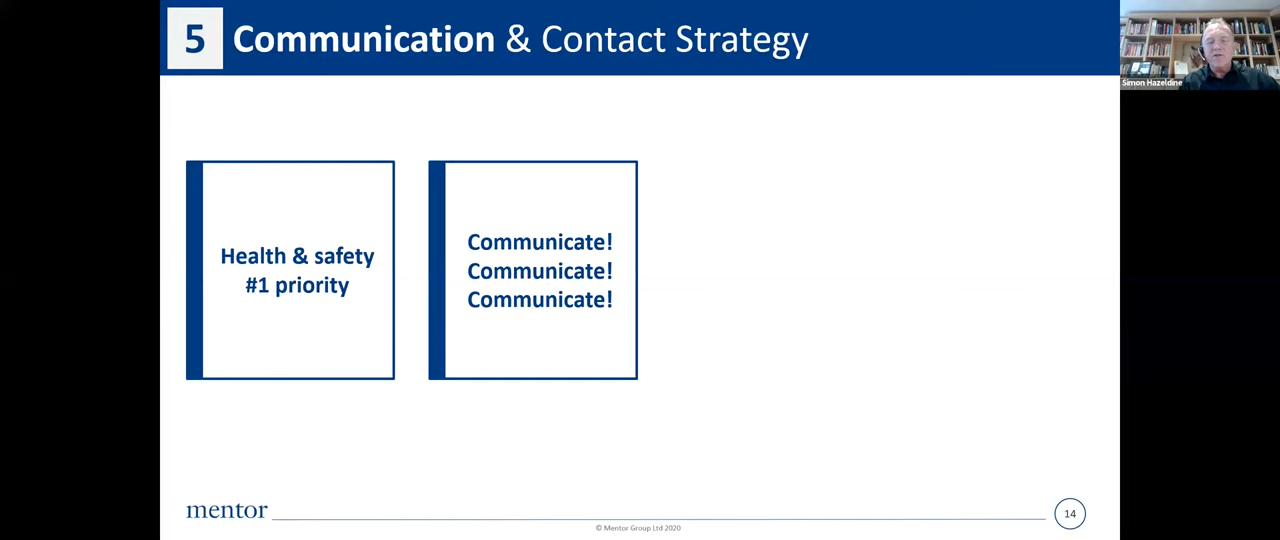 5 Communication & Contact Strategy
Simon Hazeldine
Health & safety
#1 priority
Communicate!
Communicate!
Communicate!
mentor
14
© Mentor Group Ltd 2020